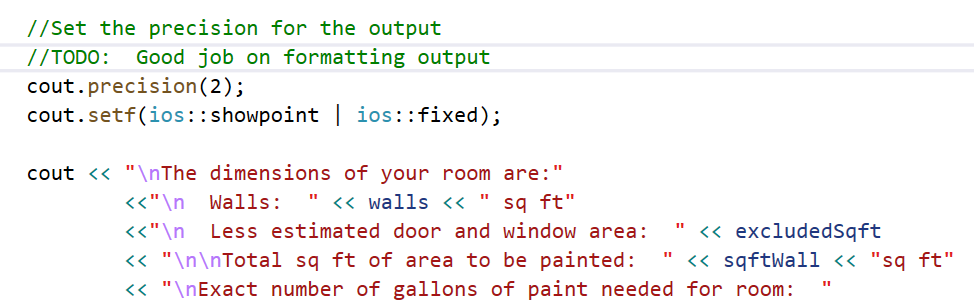 //Set the precision for the output
//TODO:  Good job on formatting output
cout.precision(2);
cout.setf(ios::showpoint | ios::fixed);
cout << "\nThe dimensions of your room are:"
<<"\n  Walls:  " << walls << " sq ft"
<<"\n  Less estimated door and window area:  " << excludedSqft
<< "\n\nTotal sq ft of area to be painted:  " << sqftWall << "sq ft"
<< "\nExact number of gallons of paint needed for room:  "